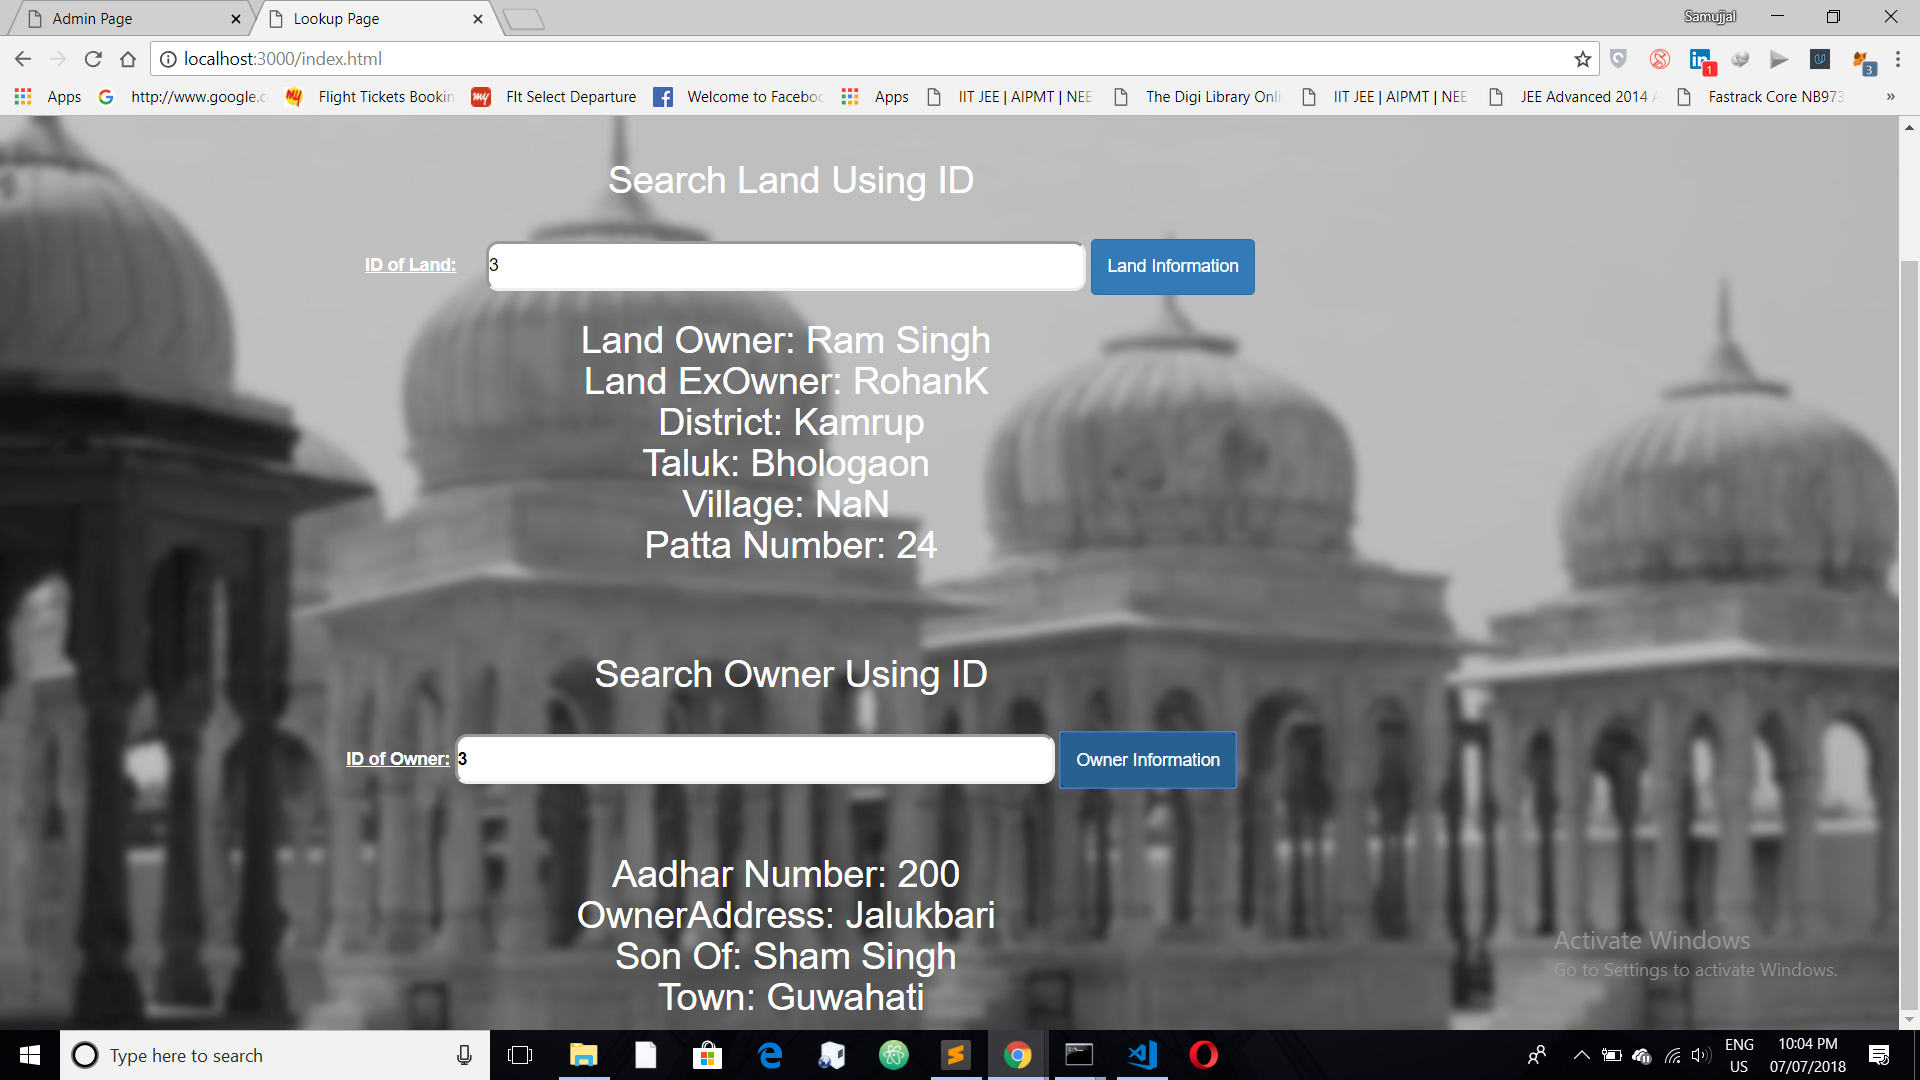 Admin Page
Lookup Page
Samujjal
localhost:3000/index.html
1
3
Apps
http://www.google.c
Flight Tickets Bookin
Flt Select Departure
Welcome to Faceboo
Apps
IIT JEE | AIPMT | NEE
The Digi Library Onli
IIT JEE | AIPMT | NEE
JEE Advanced 2014
Fastrack Core NB973
»
Search Land Using ID
ID of Land:
3
Land Information
Land Owner: Ram Singh
Land ExOwner: RohanK
District: Kamrup
Taluk: Bhologaon
Village: NaN
Patta Number: 24
Search Owner Using ID
ID of Owner:
3
Owner Information
Aadhar Number: 200
OwnerAddress: Jalukbari
Son Of: Sham Singh
Town: Guwahati
Activate Windows
Go to Settings to activate Windows.
Type here to search
ENG
US
10:04 PM
07/07/2018